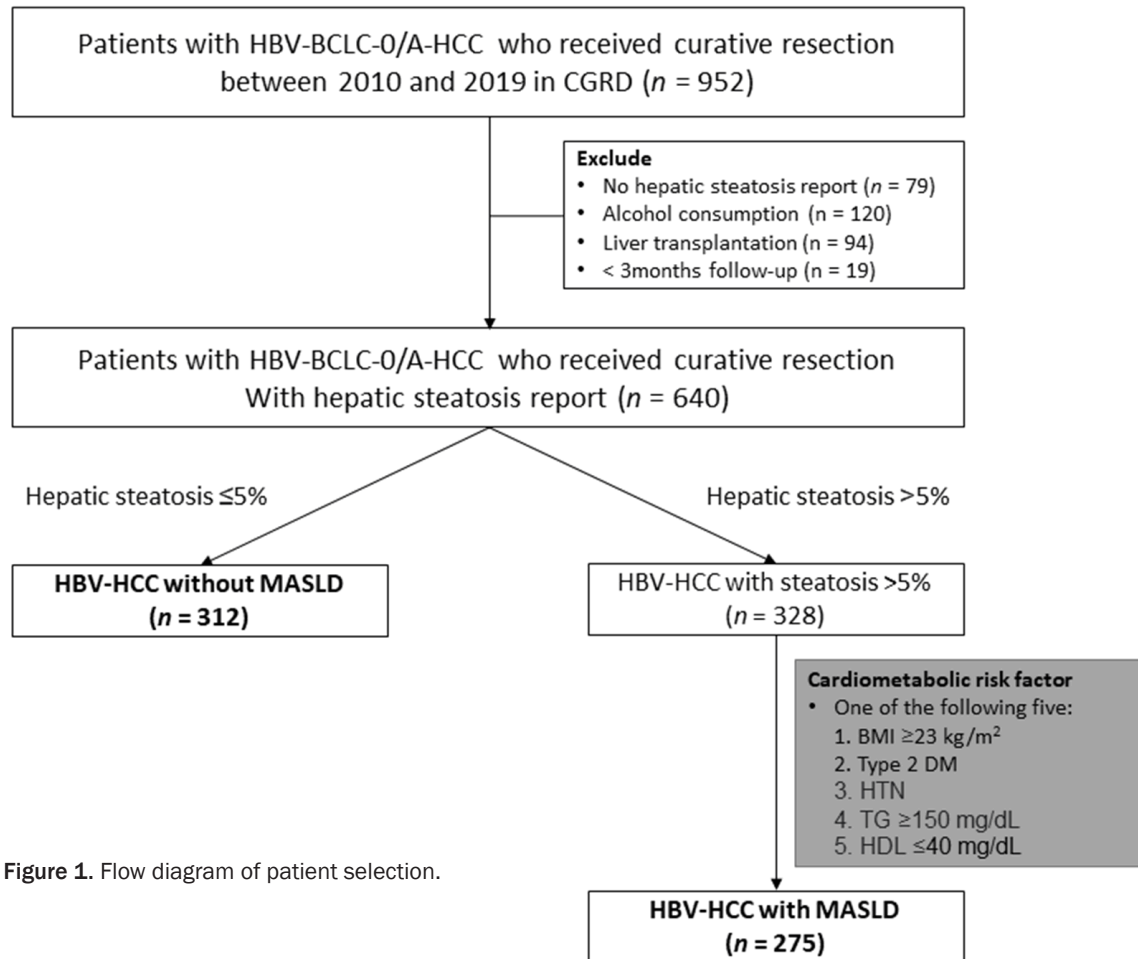 Patients with HBV-BCLC-0/A-HCC who received curative resection
between 2010 and 2019 in CGRD (n = 952)
Exclude
• No hepatic steatosis report (n = 79)
• Alcohol consumption (n = 120)
• Liver transplantation (n = 94)
• < 3months follow-up (n = 19)
Patients with HBV-BCLC-0/A-HCC who received curative resection
With hepatic steatosis report (n = 640)
Hepatic steatosis ≤5%
Hepatic steatosis >5%
HBV-HCC without MASLD
(n = 312)
HBV-HCC with steatosis >5%
(n = 328)
Cardiometabolic risk factor
• One of the following five:
1. BMI ≥23 kg/m²
2. Type 2 DM
3. HTN
4. TG ≥150 mg/dL
5. HDL ≤40 mg/dL
Figure 1. Flow diagram of patient selection.
HBV-HCC with MASLD
(n = 275)